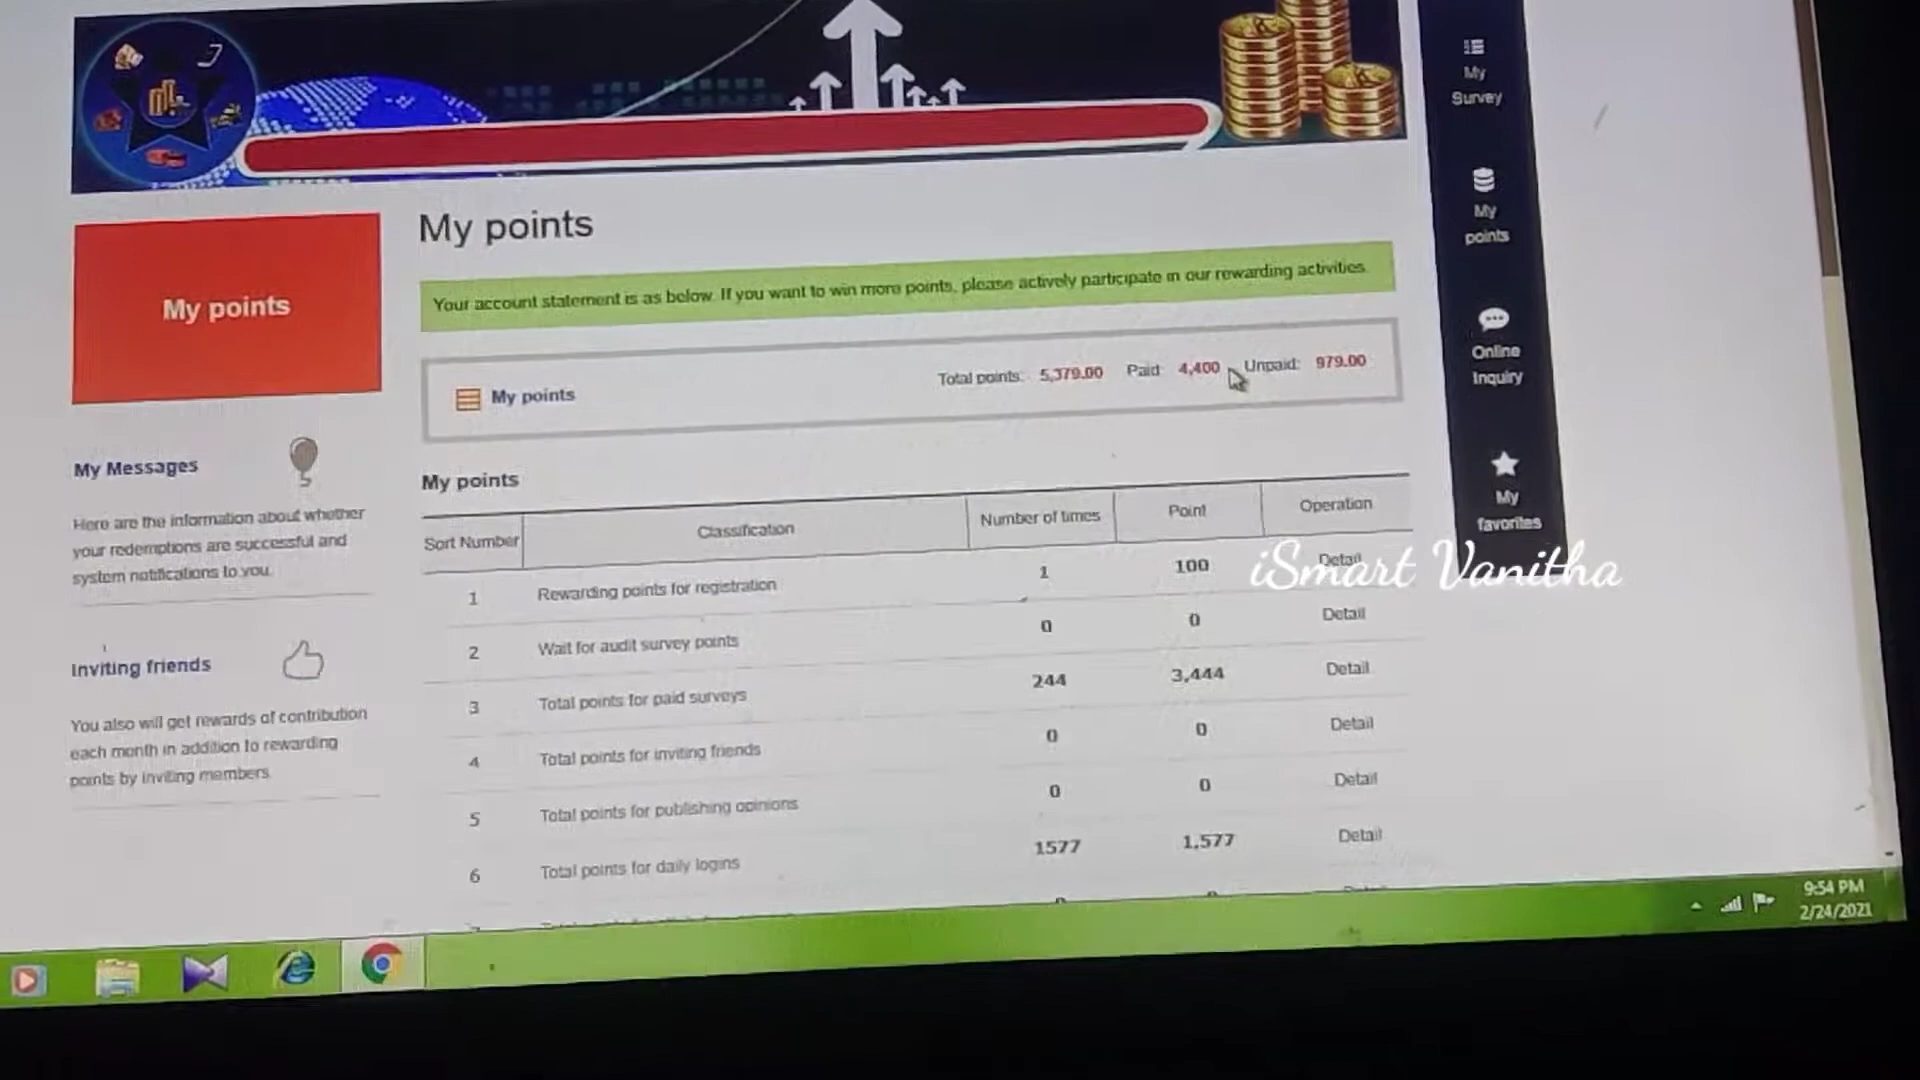 My
Survey
My
points
Online
Inquiry
My
favorites
My points
My Messages
Here are the information about whether
your redemptions are successful and
system notifications to you.
Inviting friends
You also will get rewards of contribution
each month in addition to rewarding
points by inviting members
My points
Your account statement is as below. If you want to win more points, please actively participate in our rewarding activities.
My points Total points: 5,379.00 Paid: 4,400 Unpaid: 979.00
My points
Sort Number Classification Number of times Point Operation
1 Rewarding points for registration 1 100 Detail
2 Wait for audit survey points 0 0 Detail
3 Total points for paid surveys 244 3,444 Detail
4 Total points for inviting friends 0 0 Detail
5 Total points for publishing opinions 0 0 Detail
6 Total points for daily logins 1577 1,577 Detail
iSmart Vanitha
9:54 PM
2/24/2021